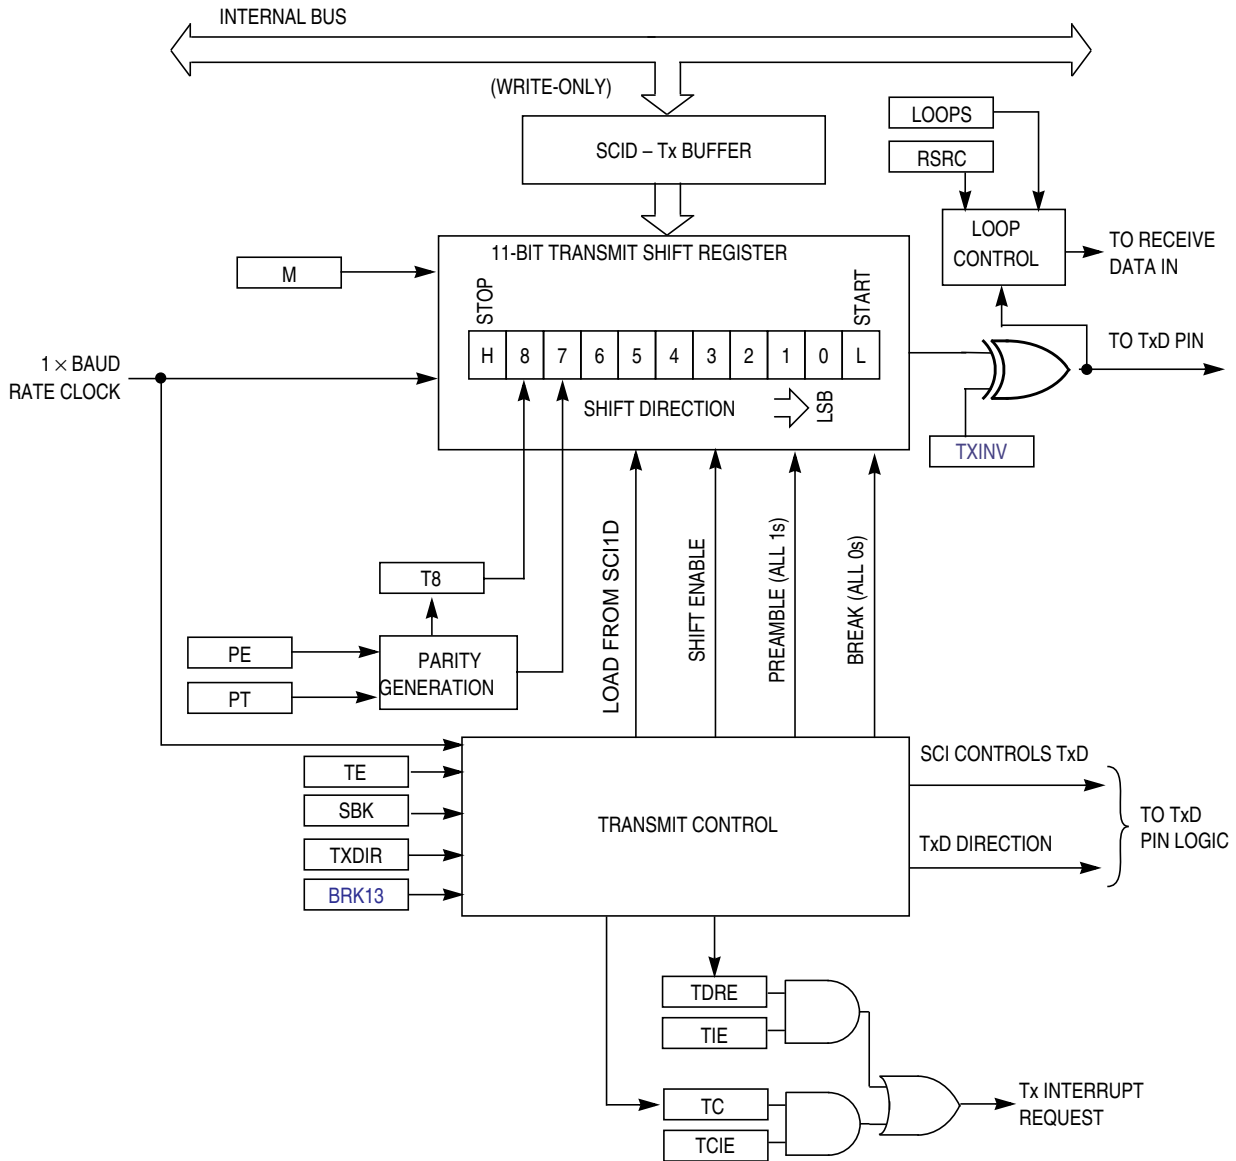 INTERNAL BUS
(WRITE-ONLY)
SCID – Tx BUFFER
LOOPS
RSRC
LOOP
CONTROL
TO RECEIVE
DATA IN
11-BIT TRANSMIT SHIFT REGISTER
M
STOP
START
H 8 7 6 5 4 3 2 1 0 L
SHIFT DIRECTION
LSB
1 × BAUD
RATE CLOCK
TO TxD PIN
TXINV
LOAD FROM SCI1D
SHIFT ENABLE
PREAMBLE (ALL 1s)
BREAK (ALL 0s)
T8
PE
PT
PARITY
GENERATION
TE
SBK
TXDIR
BRK13
TRANSMIT CONTROL
SCI CONTROLS TxD
TxD DIRECTION
TO TxD
PIN LOGIC
TDRE
TIE
TC
TCIE
Tx INTERRUPT
REQUEST